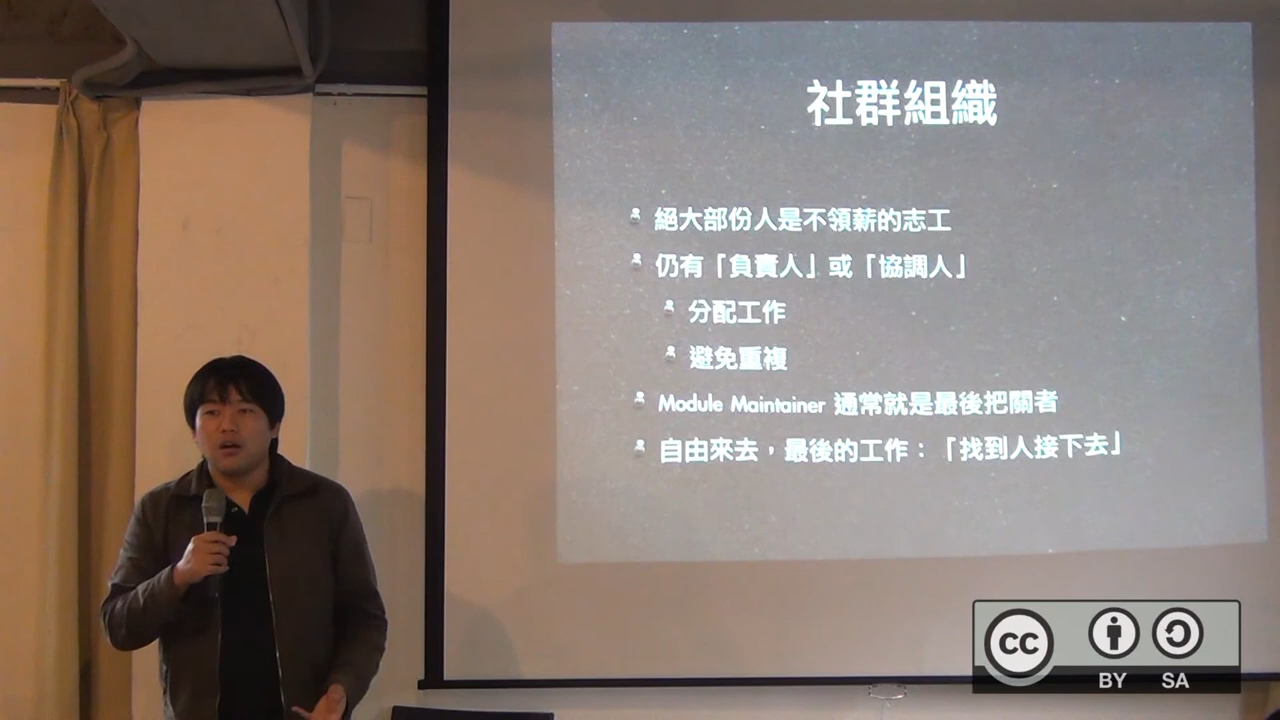 社群組織
絕大部份人是不領薪的志工
仍有「負責人」或「協調人」
分配工作
避免重複
Module Maintainer 通常就是最後把關者
自由來去，最後的工作：「找到人接下去」
CC
BY SA